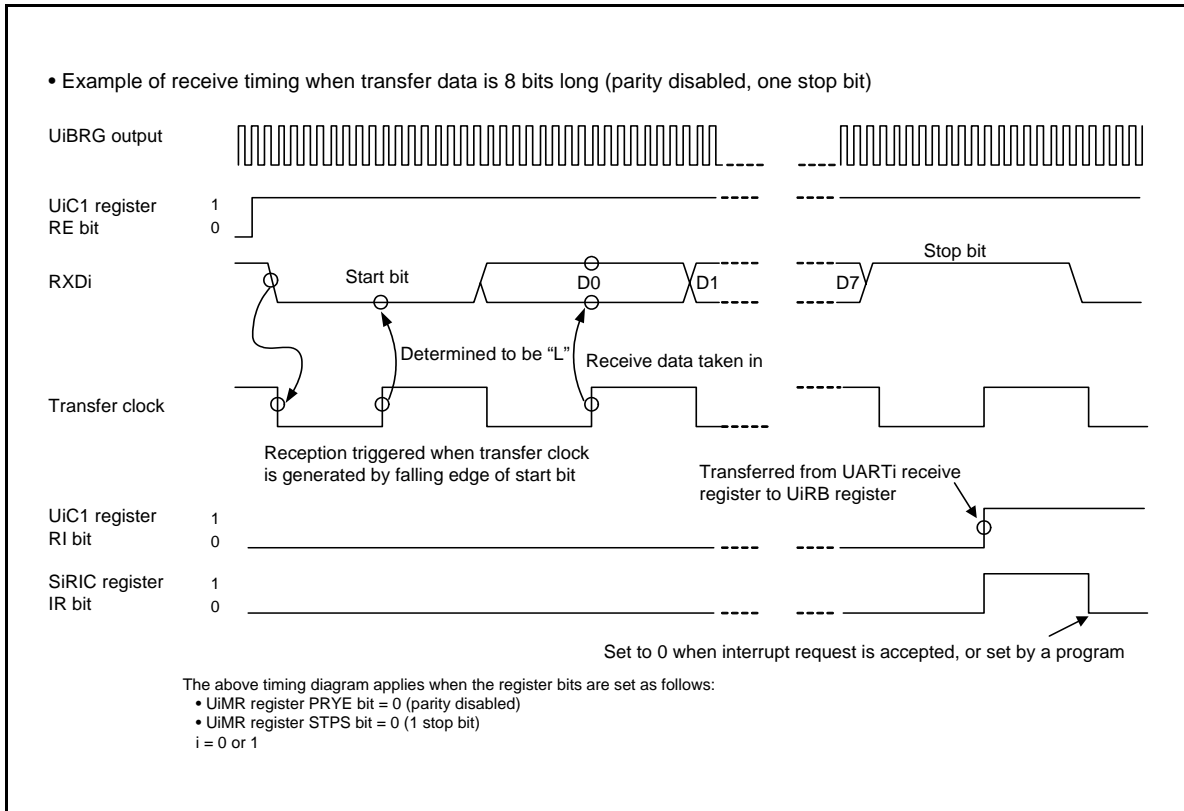 • Example of receive timing when transfer data is 8 bits long (parity disabled, one stop bit)
UiBRG output
UiC1 register
RE bit
1
0
RXDi
Start bit
D0
D1
D7
Stop bit
Determined to be “L”
Receive data taken in
Transfer clock
Reception triggered when transfer clock
is generated by falling edge of start bit
Transferred from UARTi receive
register to UiRB register
UiC1 register
RI bit
1
0
SiRIC register
IR bit
1
0
Set to 0 when interrupt request is accepted, or set by a program
The above timing diagram applies when the register bits are set as follows:
• UiMR register PRYE bit = 0 (parity disabled)
• UiMR register STPS bit = 0 (1 stop bit)
i = 0 or 1